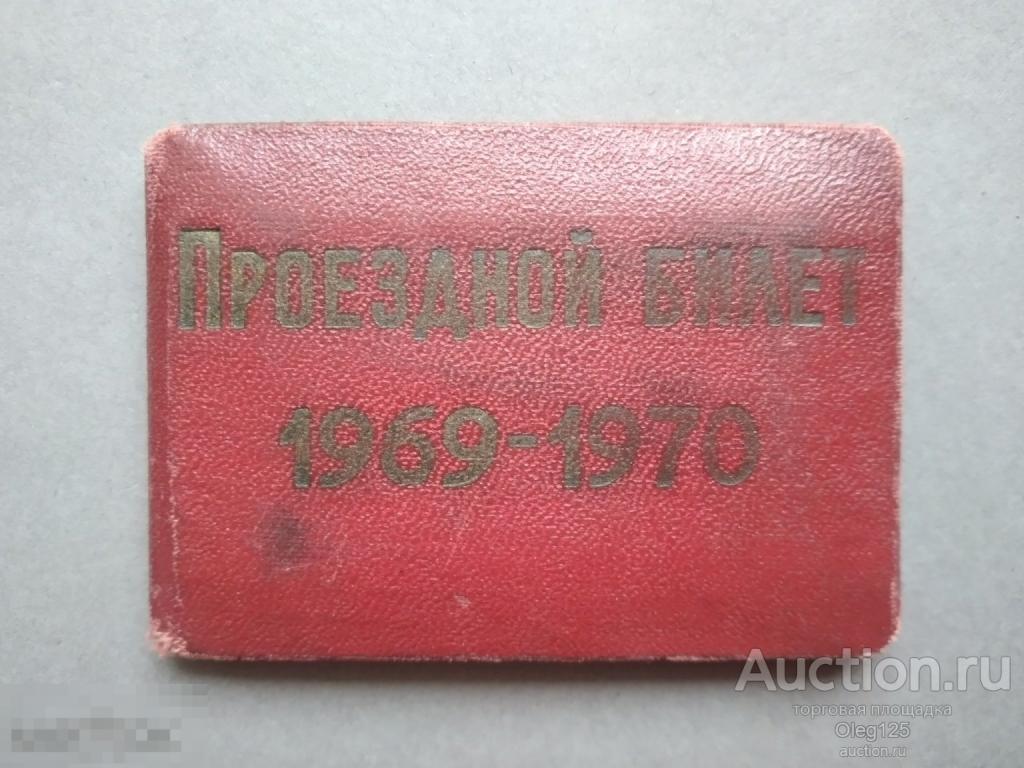 Проездной билет
1969-1970
Auction.ru
торговая площадка
Oleg125
auction.ru